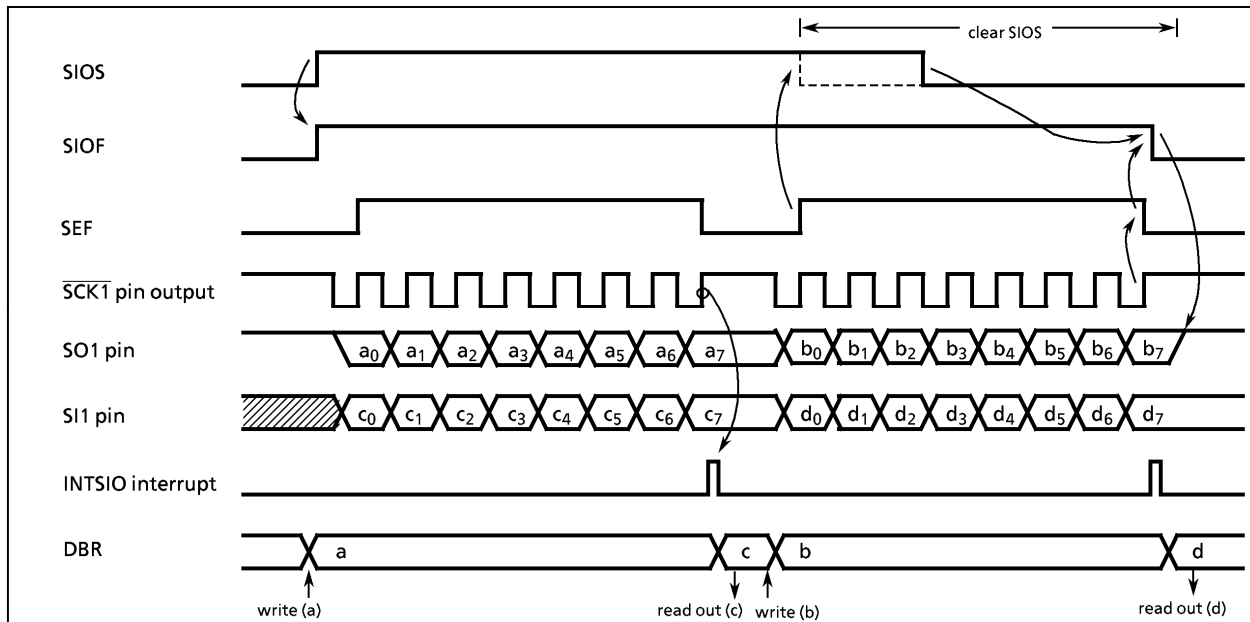 clear SIOS
SIOS
SIOF
SEF
SCK1 pin output
SO1 pin a0 a1 a2 a3 a4 a5 a6 a7 b0 b1 b2 b3 b4 b5 b6 b7
SI1 pin c0 c1 c2 c3 c4 c5 c6 c7 d0 d1 d2 d3 d4 d5 d6 d7
INTSIO interrupt
DBR a c b d
write (a) read out (c) write (b) read out (d)